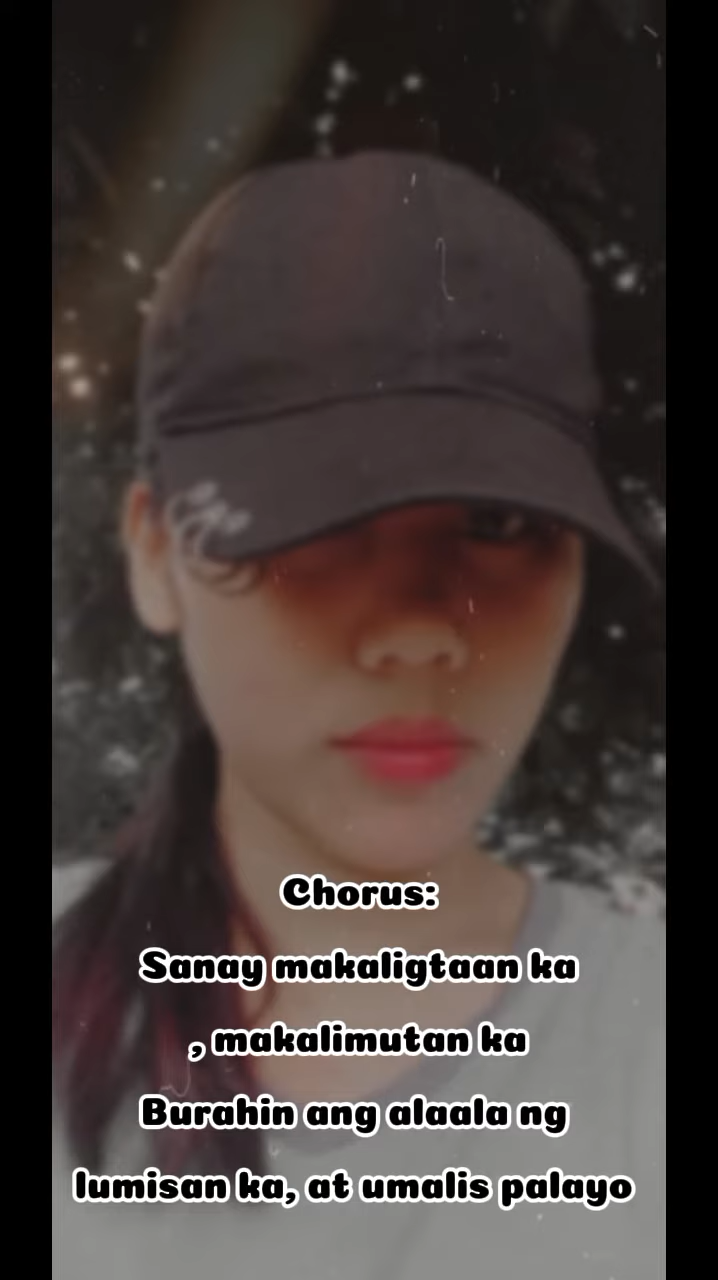 Chorus:
Sanay makaligtaan ka
, makalimutan ka
Burahin ang alaala ng
lumisan ka, at umalis palayo